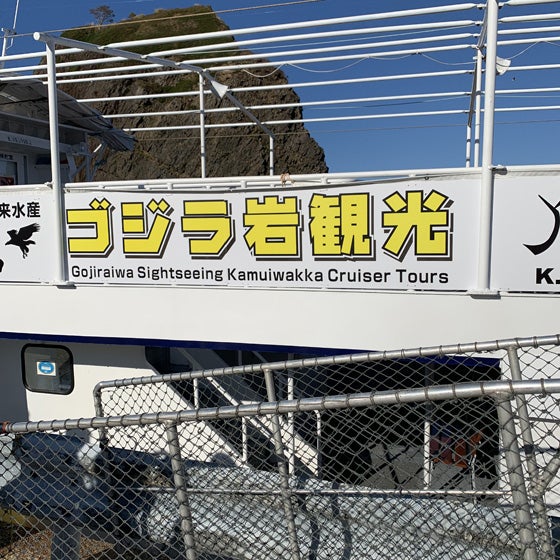 来水産
ゴジラ岩観光
Gojiraiwa Sightseeing Kamuiwakka Cruiser Tours
K.